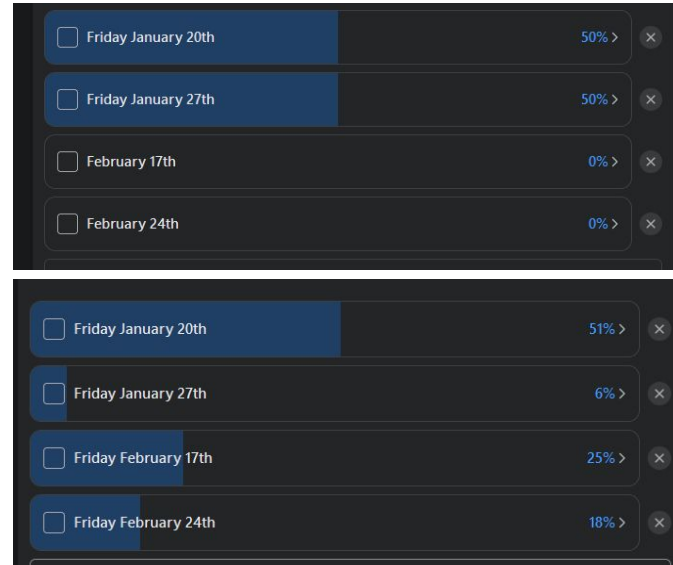 Friday January 20th 50% >
Friday January 27th 50% >
February 17th 0% >
February 24th 0% >
Friday January 20th 51% >
Friday January 27th 6% >
Friday February 17th 25% >
Friday February 24th 18% >